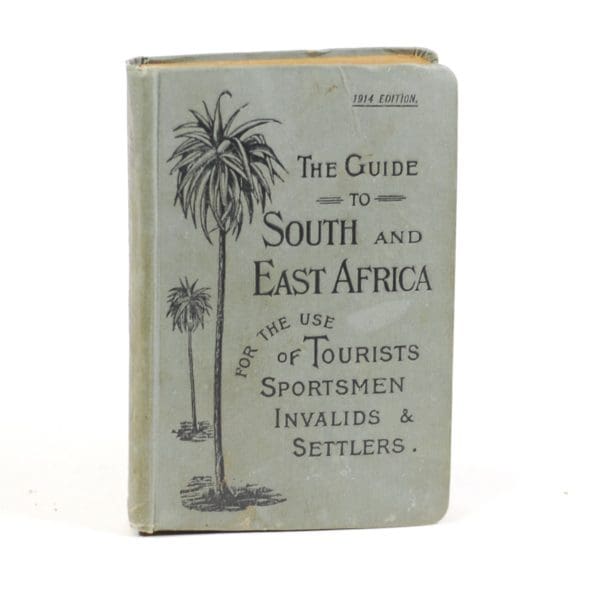 1914 EDITION.
THE GUIDE
TO
SOUTH AND
EAST AFRICA
FOR THE USE
OF TOURISTS
SPORTSMEN
INVALIDS &
SETTLERS.